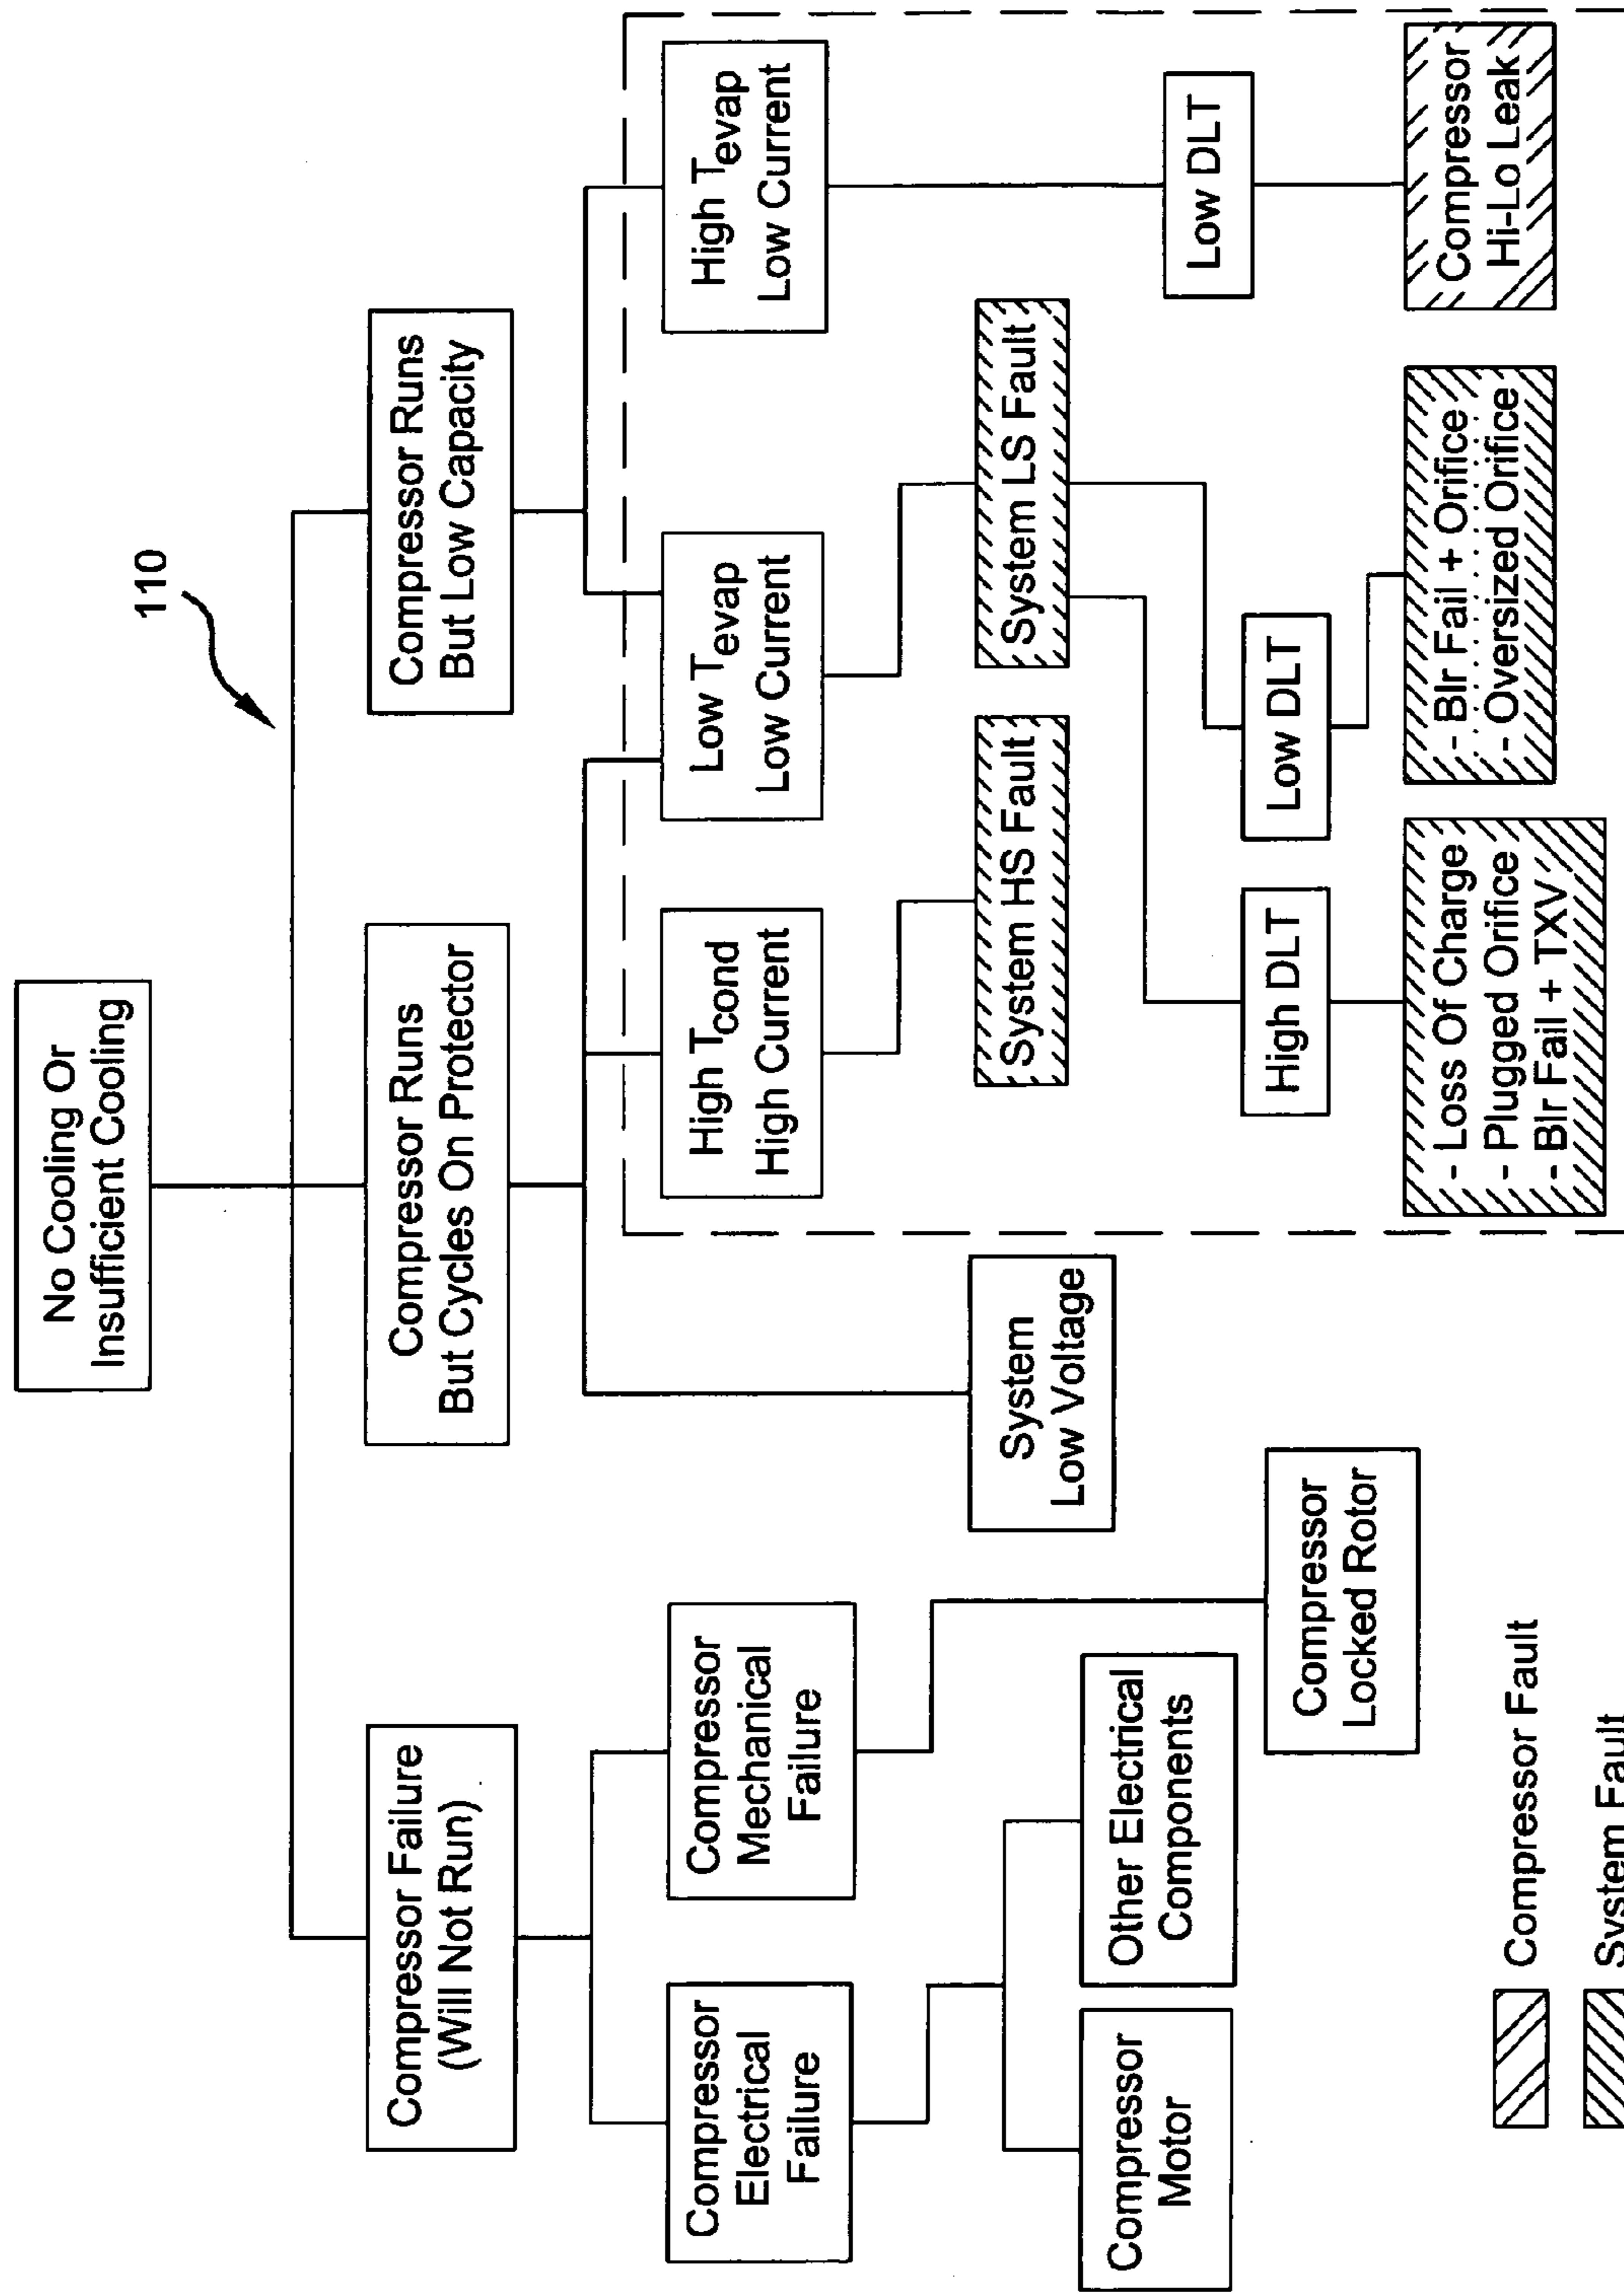 110
No Cooling Or
Insufficient Cooling
Compressor Failure
(Will Not Run)
Compressor Runs
But Cycles On Protector
Compressor Runs
But Low Capacity
Compressor
Electrical
Failure
Compressor
Mechanical
Failure
High Tcond
High Current
Low Tevap
Low Current
High Tevap
Low Current
System
Low Voltage
System HS Fault
System LS Fault
Compressor
Motor
Other Electrical
Components
Low DLT
Compressor
Locked Rotor
High DLT
Low DLT
- Loss Of Charge
- Plugged Orifice
- Blr Fail + TXV
- Blr Fail + Orifice
- Oversized Orifice
Compressor
Hi-Lo Leak
Compressor Fault
System Fault